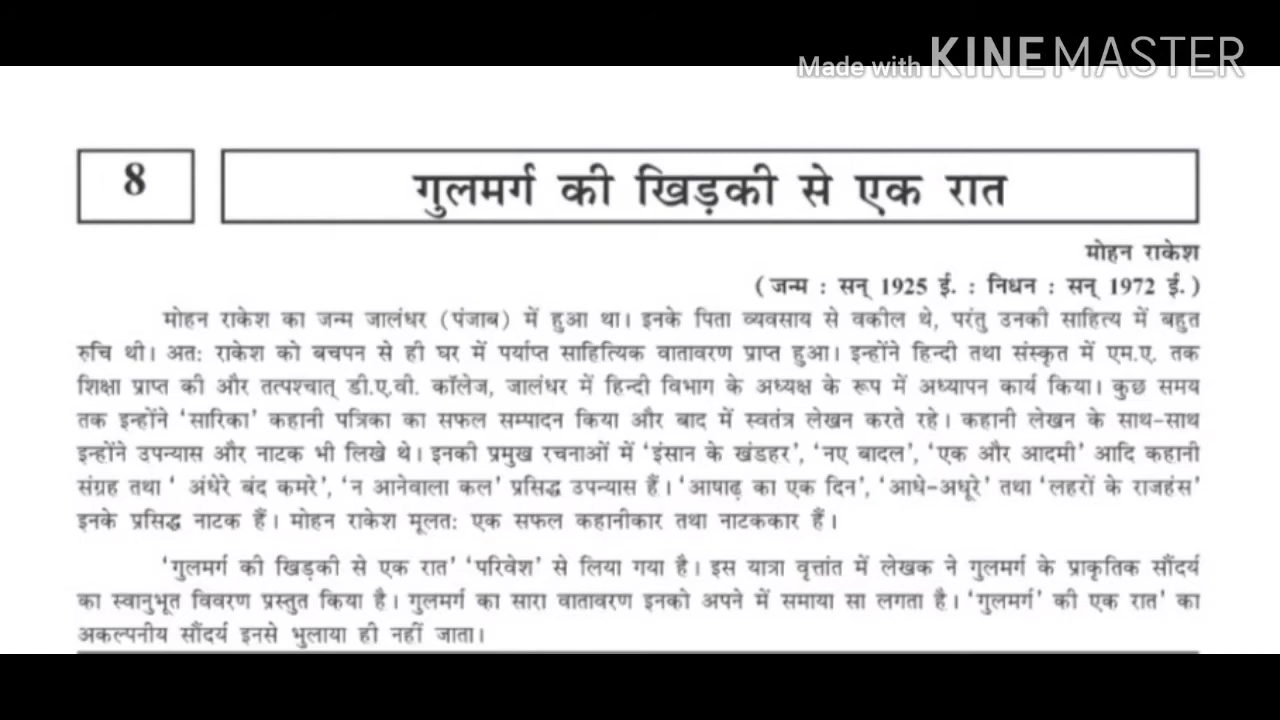 Made with KINEMASTER
8
गुलमर्ग की खिड़की से एक रात
मोहन राकेश
(जन्म : सन् 1925 ई. : निधन : सन् 1972 ई.)
मोहन राकेश का जन्म जालंधर (पंजाब) में हुआ था। इनके पिता व्यवसाय से वकील थे, परंतु उनकी साहित्य में बहुत
रुचि थी। अतः राकेश को बचपन से ही घर में पर्याप्त साहित्यिक वातावरण प्राप्त हुआ। इन्होंने हिन्दी तथा संस्कृत में एम.ए. तक
शिक्षा प्राप्त की और तत्पश्चात् डी.ए.वी. कॉलेज, जालंधर में हिन्दी विभाग के अध्यक्ष के रूप में अध्यापन कार्य किया। कुछ समय
तक इन्होंने ‘सारिका’ कहानी पत्रिका का सफल सम्पादन किया और बाद में स्वतंत्र लेखन करते रहे। कहानी लेखन के साथ-साथ
इन्होंने उपन्यास और नाटक भी लिखे थे। इनकी प्रमुख रचनाओं में ‘इंसान के खंडहर’, ‘नए बादल’, ‘एक और आदमी’ आदि कहानी
संग्रह तथा ‘ अंधेरे बंद कमरे’, ‘न आनेवाला कल’ प्रसिद्ध उपन्यास हैं। ‘आषाढ़ का एक दिन’, ‘आधे-अधूरे’ तथा ‘लहरों के राजहंस’
इनके प्रसिद्ध नाटक हैं। मोहन राकेश मूलतः एक सफल कहानीकार तथा नाटककार हैं।
‘गुलमर्ग की खिड़की से एक रात’ ‘परिवेश’ से लिया गया है। इस यात्रा वृत्तांत में लेखक ने गुलमर्ग के प्राकृतिक सौंदर्य
का स्वानुभूत विवरण प्रस्तुत किया है। गुलमर्ग का सारा वातावरण इनको अपने में समाया सा लगता है। ‘गुलमर्ग’ की एक रात’ का
अकल्पनीय सौंदर्य इनसे भुलाया ही नहीं जाता।